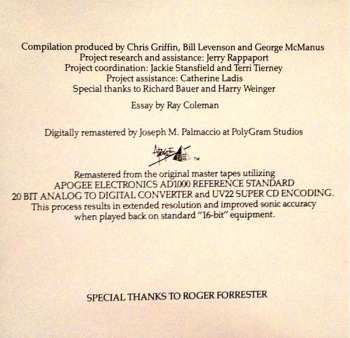 Compilation produced by Chris Griffin, Bill Levenson and George McManus
Project research and assistance: Jerry Rappaport
Project coordination: Jackie Stansfield and Terri Tierney
Project assistance: Catherine Ladis
Special thanks to Richard Bauer and Harry Weinger
Essay by Ray Coleman
Digitally remastered by Joseph M. Palmaccio at PolyGram Studios
APOGEE ™
Remastered from the original master tapes utilizing
APOGEE ELECTRONICS AD1000 REFERENCE STANDARD
20 BIT ANALOG TO DIGITAL CONVERTER and UV22 SUPER CD ENCODING.
This process results in extended resolution and improved sonic accuracy
when played back on standard "16-bit" equipment.
SPECIAL THANKS TO ROGER FORRESTER